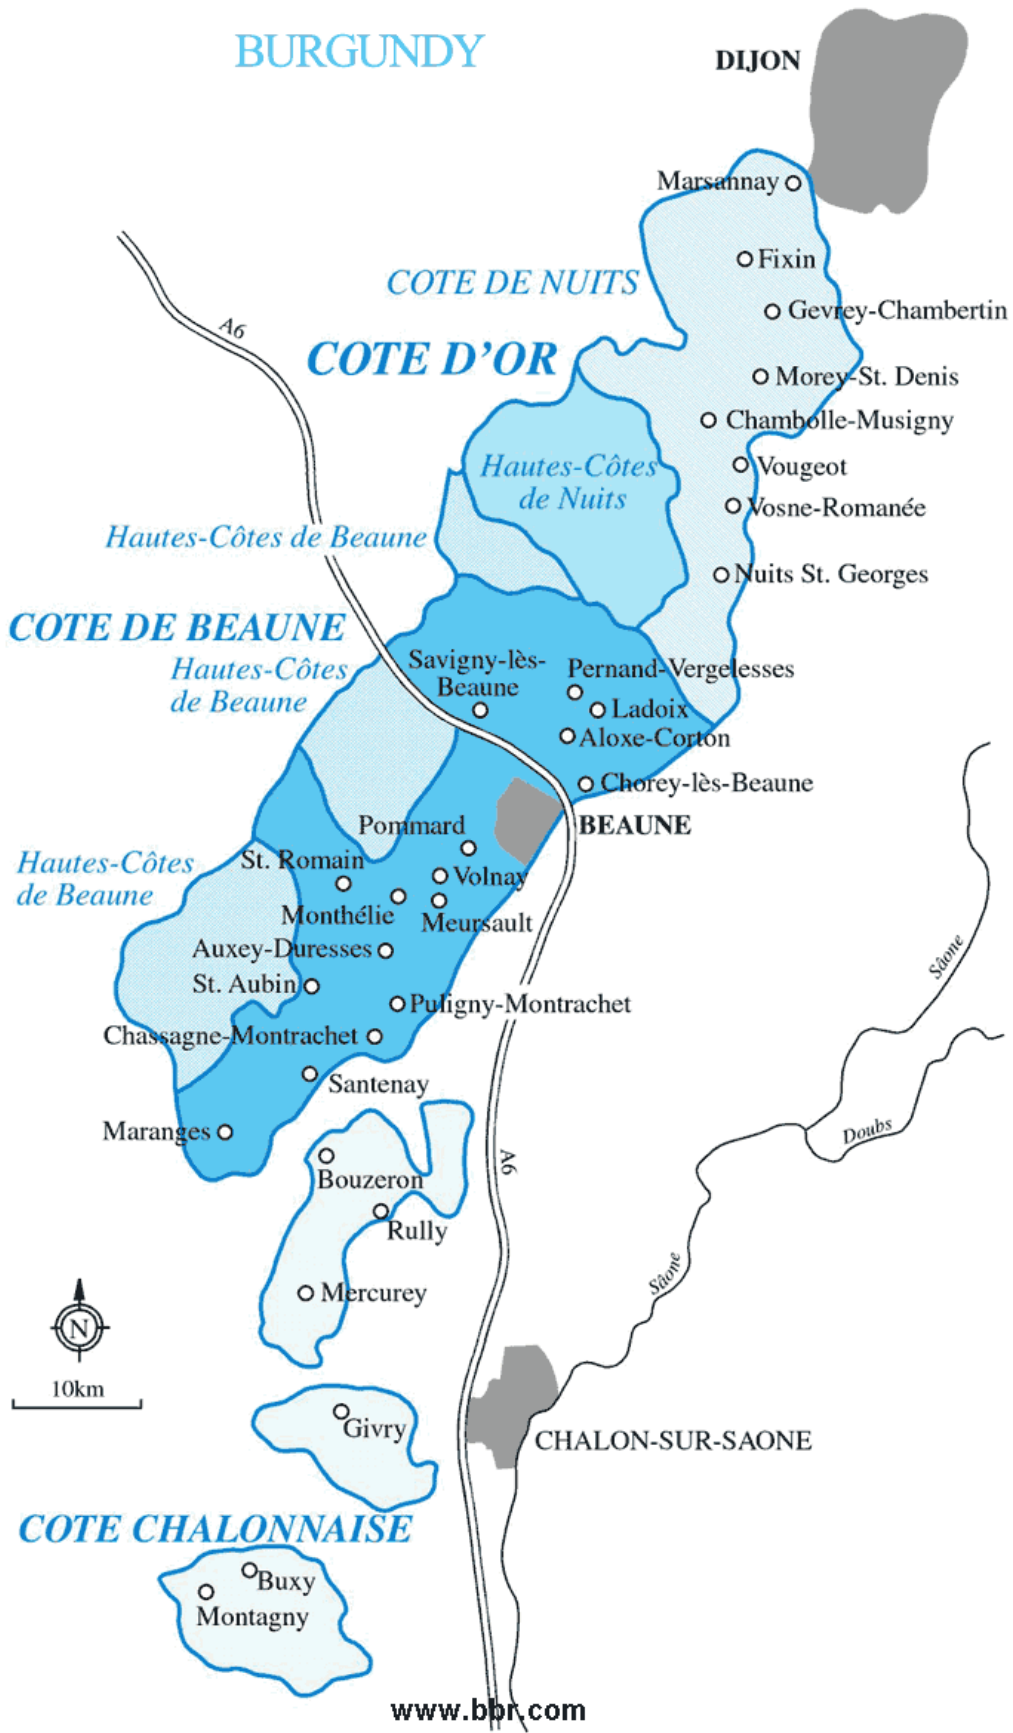 BURGUNDY
DIJON
Marsannay
Fixin
COTE DE NUITS
Gevrey-Chambertin
A6
COTE D'OR
Morey-St. Denis
Chambolle-Musigny
Hautes-Côtes
de Nuits
Vougeot
Vosne-Romanée
Hautes-Côtes de Beaune
Nuits St. Georges
COTE DE BEAUNE
Hautes-Côtes
de Beaune
Savigny-lès-
Beaune
Pernand-Vergelesses
Ladoix
Aloxe-Corton
Chorey-lès-Beaune
BEAUNE
Pommard
Hautes-Côtes
de Beaune
St. Romain
Volnay
Monthélie
Meursault
Auxey-Duresses
Sâone
St. Aubin
Puligny-Montrachet
Chassagne-Montrachet
Santenay
Maranges
Doubs
A6
Bouzeron
Rully
Sâone
Mercurey
N
10km
Givry
CHALON-SUR-SAONE
COTE CHALONNAISE
Buxy
Montagny
www.bbr.com